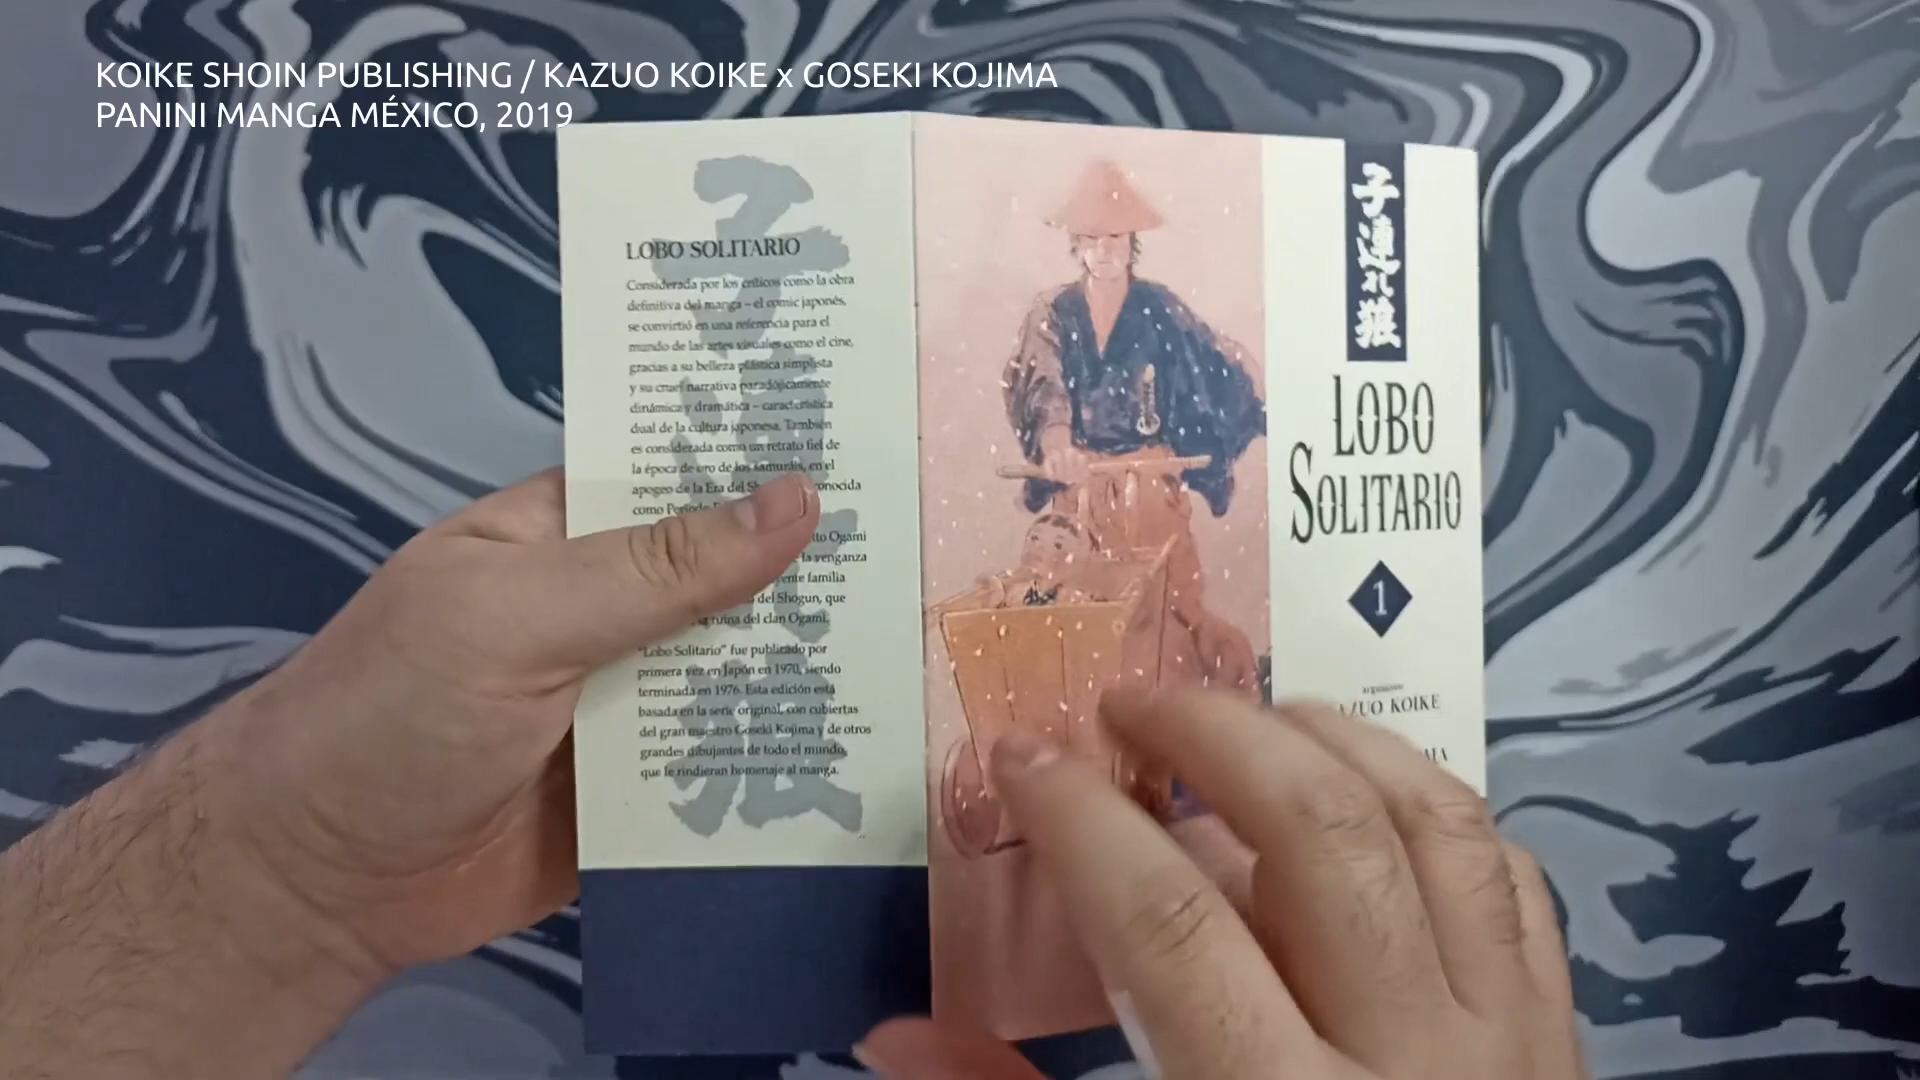 KOIKE SHOIN PUBLISHING / KAZUO KOIKE x GOSEKI KOJIMA
PANINI MANGA MÉXICO, 2019
LOBO SOLITARIO
Considerada por los críticos como la obra
definitiva del manga – el comic japonés,
se convirtió en una referencia para el
mundo de las artes visuales como el cine,
gracias a su belleza plástica simplista
y su cruel narrativa paradójicamente
dinámica y dramática – característica
dual de la cultura japonesa. También
es considerada como un retrato fiel de
la época de oro de los samuráis, en el
apogeo de la Era del
como
Ogami
la venganza
familia
del Shogun, que
ruina del clan Ogami.
"Lobo Solitario" fue publicado por
primera vez en Japón en 1970, siendo
terminada en 1976. Esta edición está
basada en la serie original, con cubiertas
del gran maestro Goseki Kojima y de otros
grandes dibujantes de todo el mundo,
que le rindieran homenaje al manga.
子連れ狼
子連れ狼
LOBO
SOLITARIO
1
KOIKE